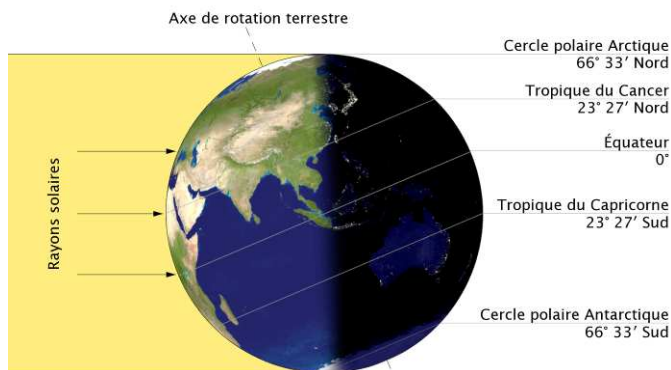 Axe de rotation terrestre
Cercle polaire Arctique
66° 33′ Nord
Tropique du Cancer
23° 27′ Nord
Équateur
0°
Rayons solaires
Tropique du Capricorne
23° 27′ Sud
Cercle polaire Antarctique
66° 33′ Sud